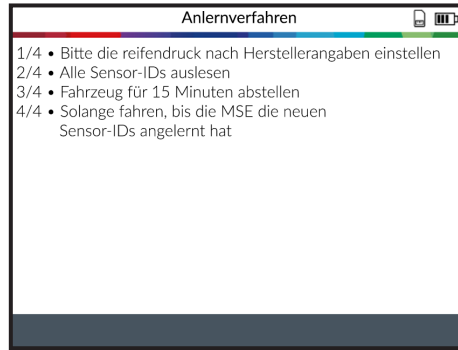 Anlernverfahren
1/4 • Bitte die reifendruck nach Herstellerangaben einstellen
2/4 • Alle Sensor-IDs auslesen
3/4 • Fahrzeug für 15 Minuten abstellen
4/4 • Solange fahren, bis die MSE die neuen
Sensor-IDs angelernt hat